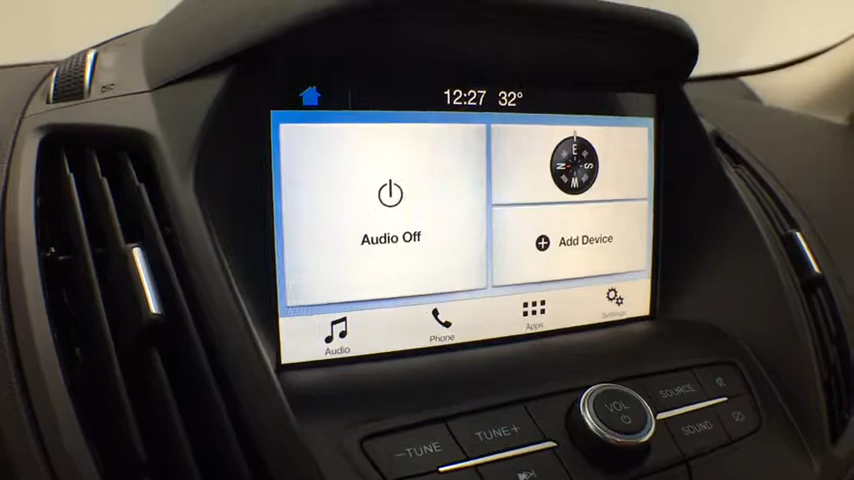 12:27 32°
E
N S
W
Audio Off
Add Device
Audio Phone Apps Settings
VOL SOURCE
−TUNE TUNE+ SOUND